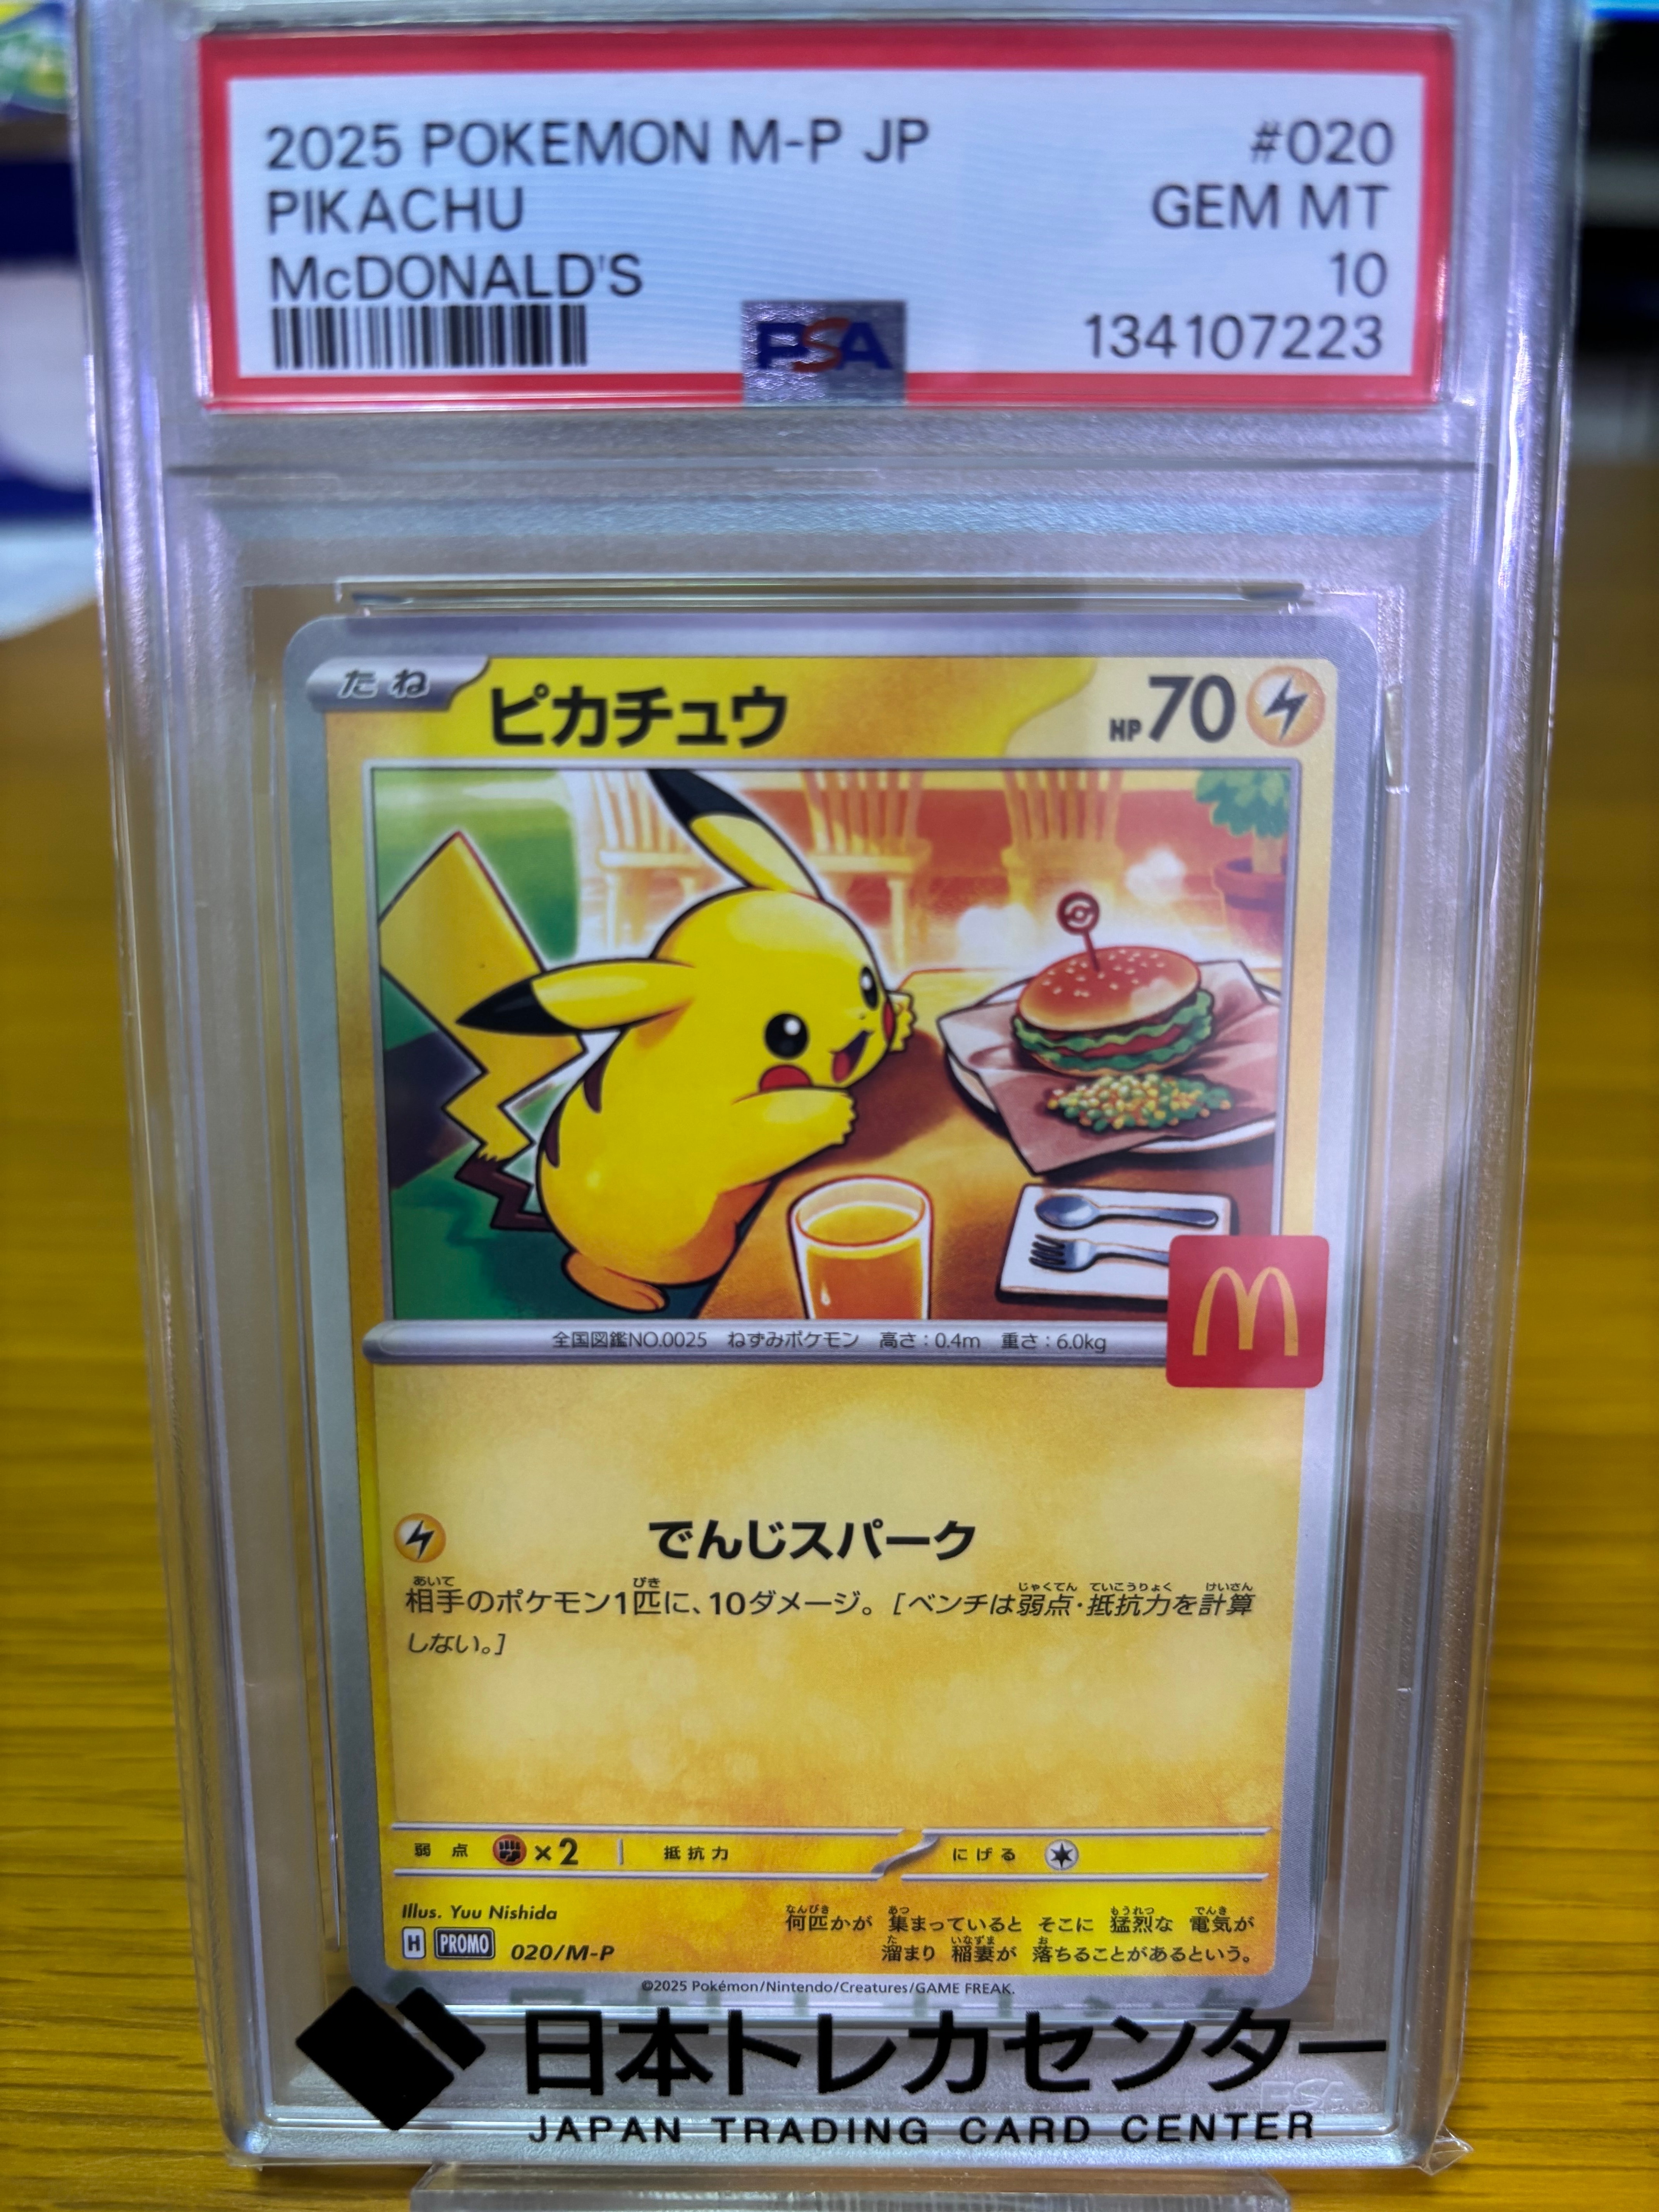 2025 POKEMON M-P JP #020
PIKACHU GEM MT
McDONALD'S 10
PSA 134107223
たね ピカチュウ HP70
全国図鑑NO.0025 ねずみポケモン 高さ:0.4m 重さ:6.0kg
でんじスパーク
相手のポケモン1匹に、10ダメージ。[ベンチは弱点・抵抗力を計算
しない。]
弱点 ×2 抵抗力 にげる
Illus. Yuu Nishida
H PROMO 020/M-P
何匹かが 集まっていると そこに 猛烈な 電気が
溜まり 稲妻が 落ちることがあるという。
©2025 Pokémon/Nintendo/Creatures/GAME FREAK.
日本トレカセンター
JAPAN TRADING CARD CENTER